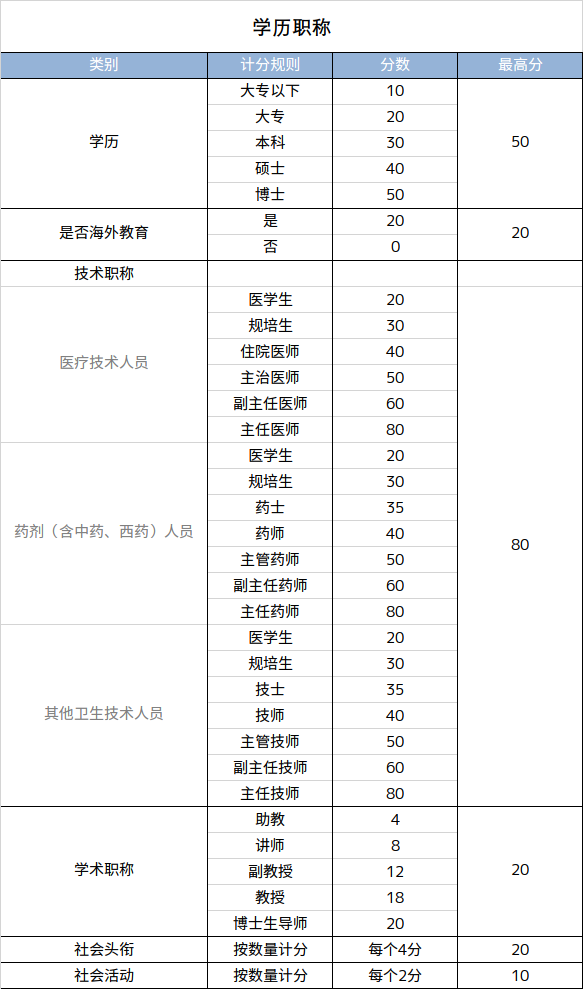 学历职称
类别 计分规则 分数 最高分
学历 大专以下 10 50
大专 20
本科 30
硕士 40
博士 50
是否海外教育 是 20 20
否 0
技术职称
医疗技术人员 医学生 20 80
规培生 30
住院医师 40
主治医师 50
副主任医师 60
主任医师 80
药剂（含中药、西药）人员 医学生 20
规培生 30
药士 35
药师 40
主管药师 50
副主任药师 60
主任药师 80
其他卫生技术人员 医学生 20
规培生 30
技士 35
技师 40
主管技师 50
副主任技师 60
主任技师 80
学术职称 助教 4 20
讲师 8
副教授 12
教授 18
博士生导师 20
社会头衔 按数量计分 每个4分 20
社会活动 按数量计分 每个2分 10